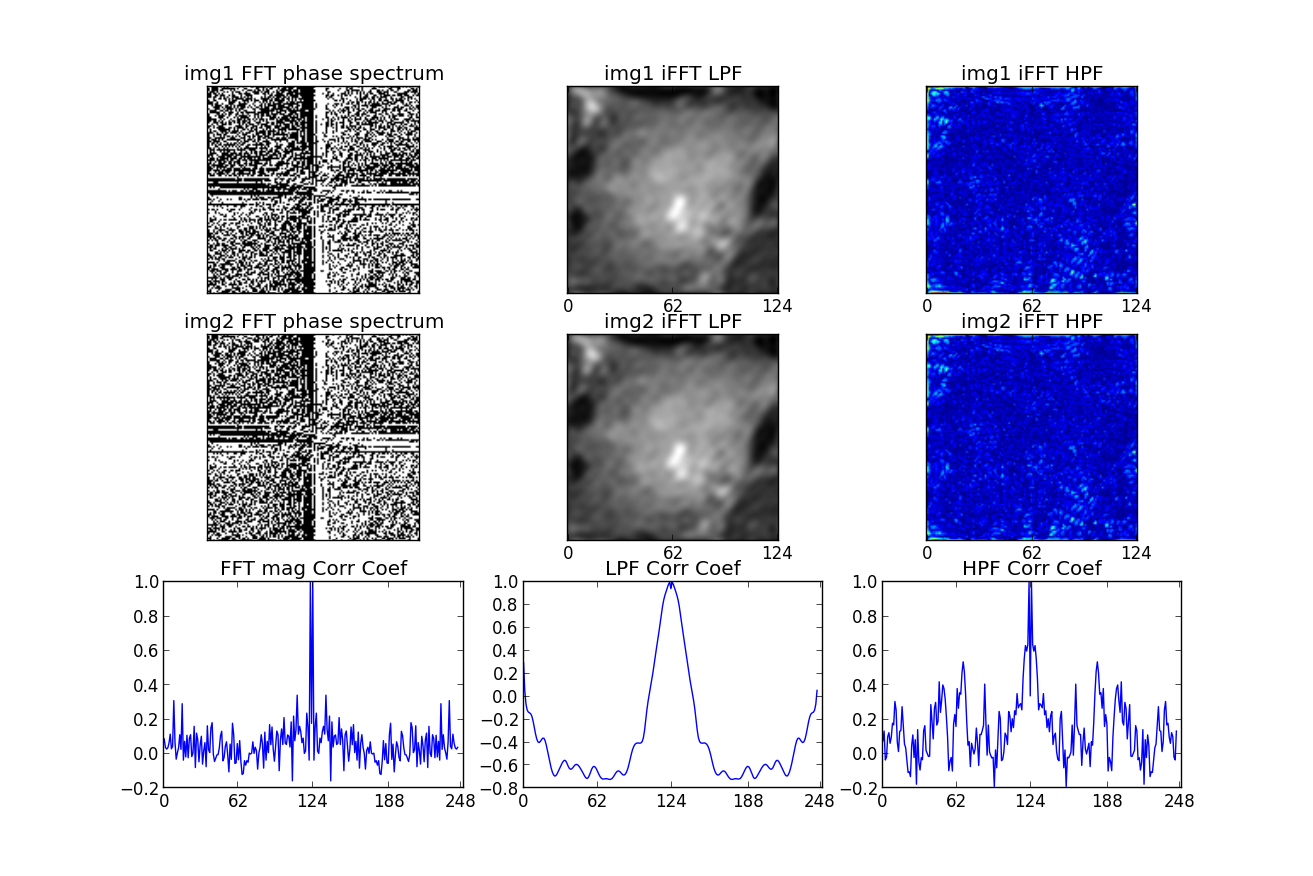 img1 FFT phase spectrum
img1 iFFT LPF
img1 iFFT HPF
0 62 124
0 62 124
img2 FFT phase spectrum
img2 iFFT LPF
img2 iFFT HPF
0 62 124
0 62 124
FFT mag Corr Coef
1.0
0.8
0.6
0.4
0.2
0.0
−0.2
0 62 124 188 248
LPF Corr Coef
1.0
0.8
0.6
0.4
0.2
0.0
−0.2
−0.4
−0.6
−0.8
0 62 124 188 248
HPF Corr Coef
1.0
0.8
0.6
0.4
0.2
0.0
−0.2
0 62 124 188 248